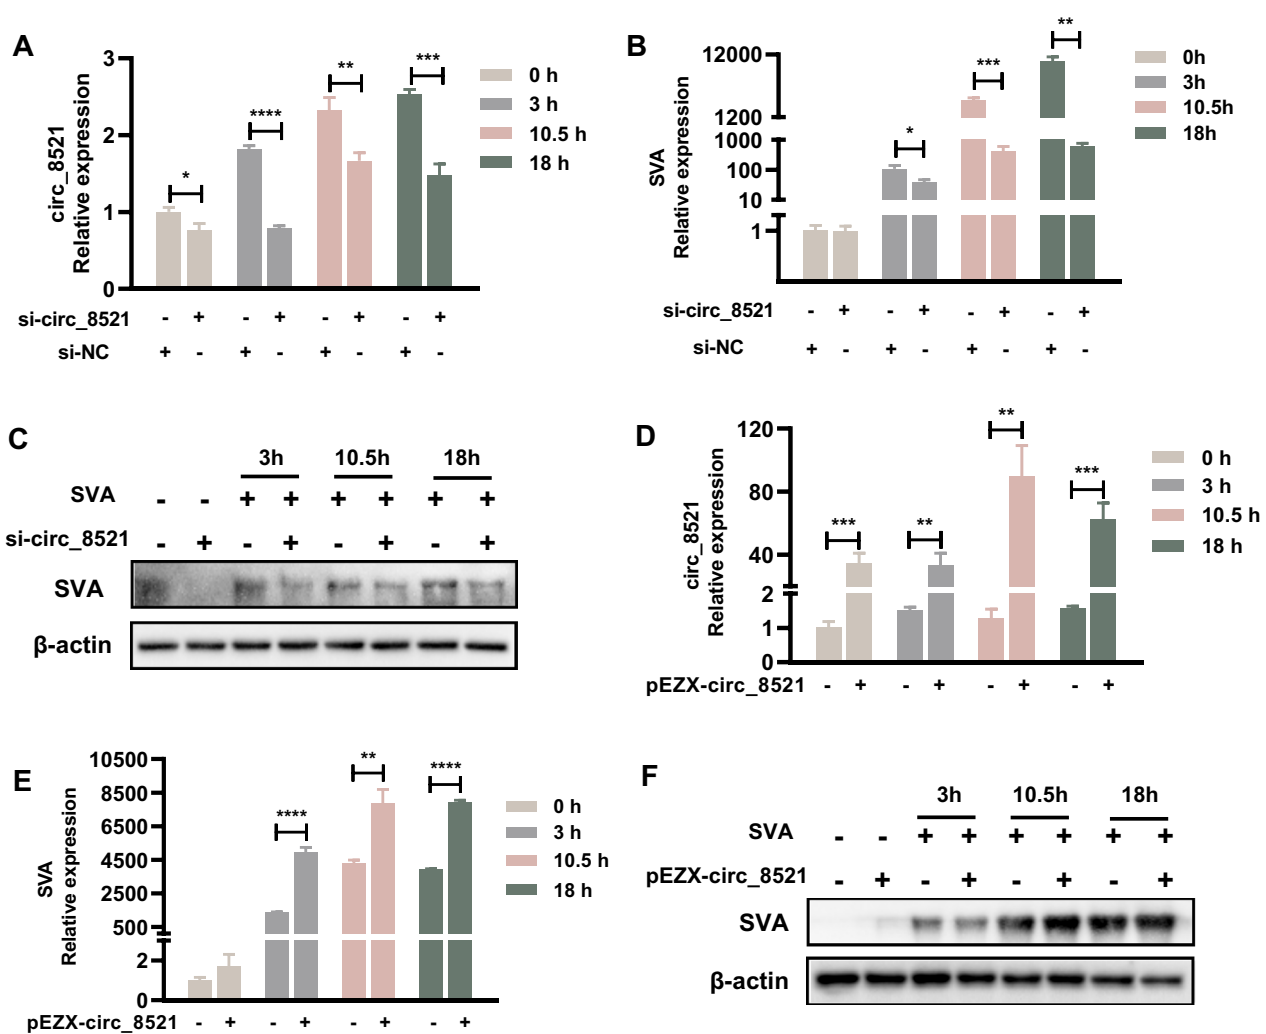 A
circ_8521
Relative expression
3
2
1
0
*
****
**
***
0 h
3 h
10.5 h
18 h
si-circ_8521 - + - + - + - +
si-NC + - + - + - + -
B
SVA
Relative expression
12000
1200
1000
100
10
1
*
***
**
0h
3h
10.5h
18h
si-circ_8521 - + - + - + - +
si-NC + - + - + - + -
C
3h 10.5h 18h
SVA - - + + + + + +
si-circ_8521 - + - + - + - +
SVA
β-actin
D
circ_8521
Relative expression
120
80
40
2
1
0
***
**
**
***
0 h
3 h
10.5 h
18 h
pEZX-circ_8521 - + - + - + - +
E
SVA
Relative expression
10500
8500
6500
4500
2500
500
2
0
****
**
****
0 h
3 h
10.5 h
18 h
pEZX-circ_8521 - + - + - + - +
F
3h 10.5h 18h
SVA - - + + + + + +
pEZX-circ_8521 - + - + - + - +
SVA
β-actin